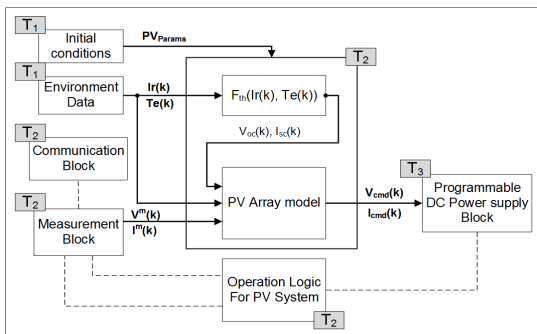 T1
Initial
conditions
PVParams
T1
Environment
Data
Ir(k)
Te(k)
T2
Fth(Ir(k), Te(k))
Voc(k), Isc(k)
T2
Communication
Block
T2
Measurement
Block
V^m(k)
I^m(k)
PV Array model
Vcmd(k)
Icmd(k)
T3
Programmable
DC Power supply
Block
Operation Logic
For PV System
T2